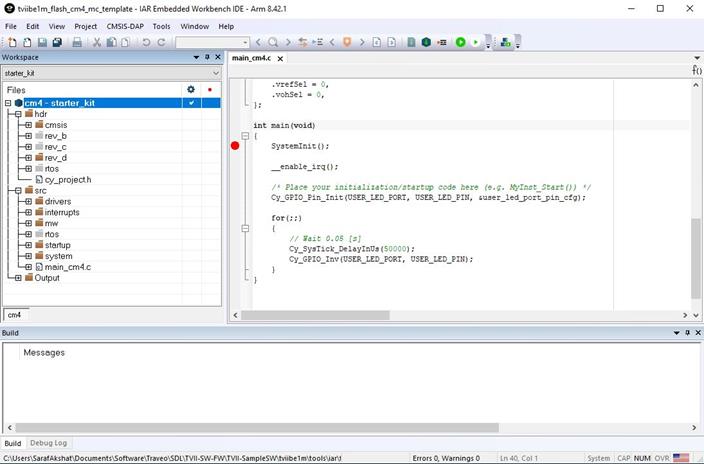 tviibe1m_flash_cm4_mc_template - IAR Embedded Workbench IDE - Arm 8.42.1
File Edit View Project CMSIS-DAP Tools Window Help
Workspace
starter_kit
Files
cm4 - starter_kit
hdr
cmsis
rev_b
rev_c
rev_d
rtos
cy_project.h
src
drivers
interrupts
mw
rtos
startup
system
main_cm4.c
Output
cm4
main_cm4.c
f()
.vrefSel = 0,
.vohSel = 0,
};
int main(void)
{
SystemInit();
__enable_irq();
/* Place your initialization/startup code here (e.g. MyInst_Start()) */
Cy_GPIO_Pin_Init(USER_LED_PORT, USER_LED_PIN, &user_led_port_pin_cfg);
for(;;)
{
// Wait 0.05 [s]
Cy_SysTick_DelayInUs(50000);
Cy_GPIO_Inv(USER_LED_PORT, USER_LED_PIN);
}
}
Build
Messages
Build Debug Log
C:\Users\SarafAkshat\Documents\Software\Traveo\SDL\TVII-SW-FW\TVII-SampleSW\tviibe1m\tools\iar\t Errors 0, Warnings 0 Ln 40, Col 1 System CAP NUM OVR